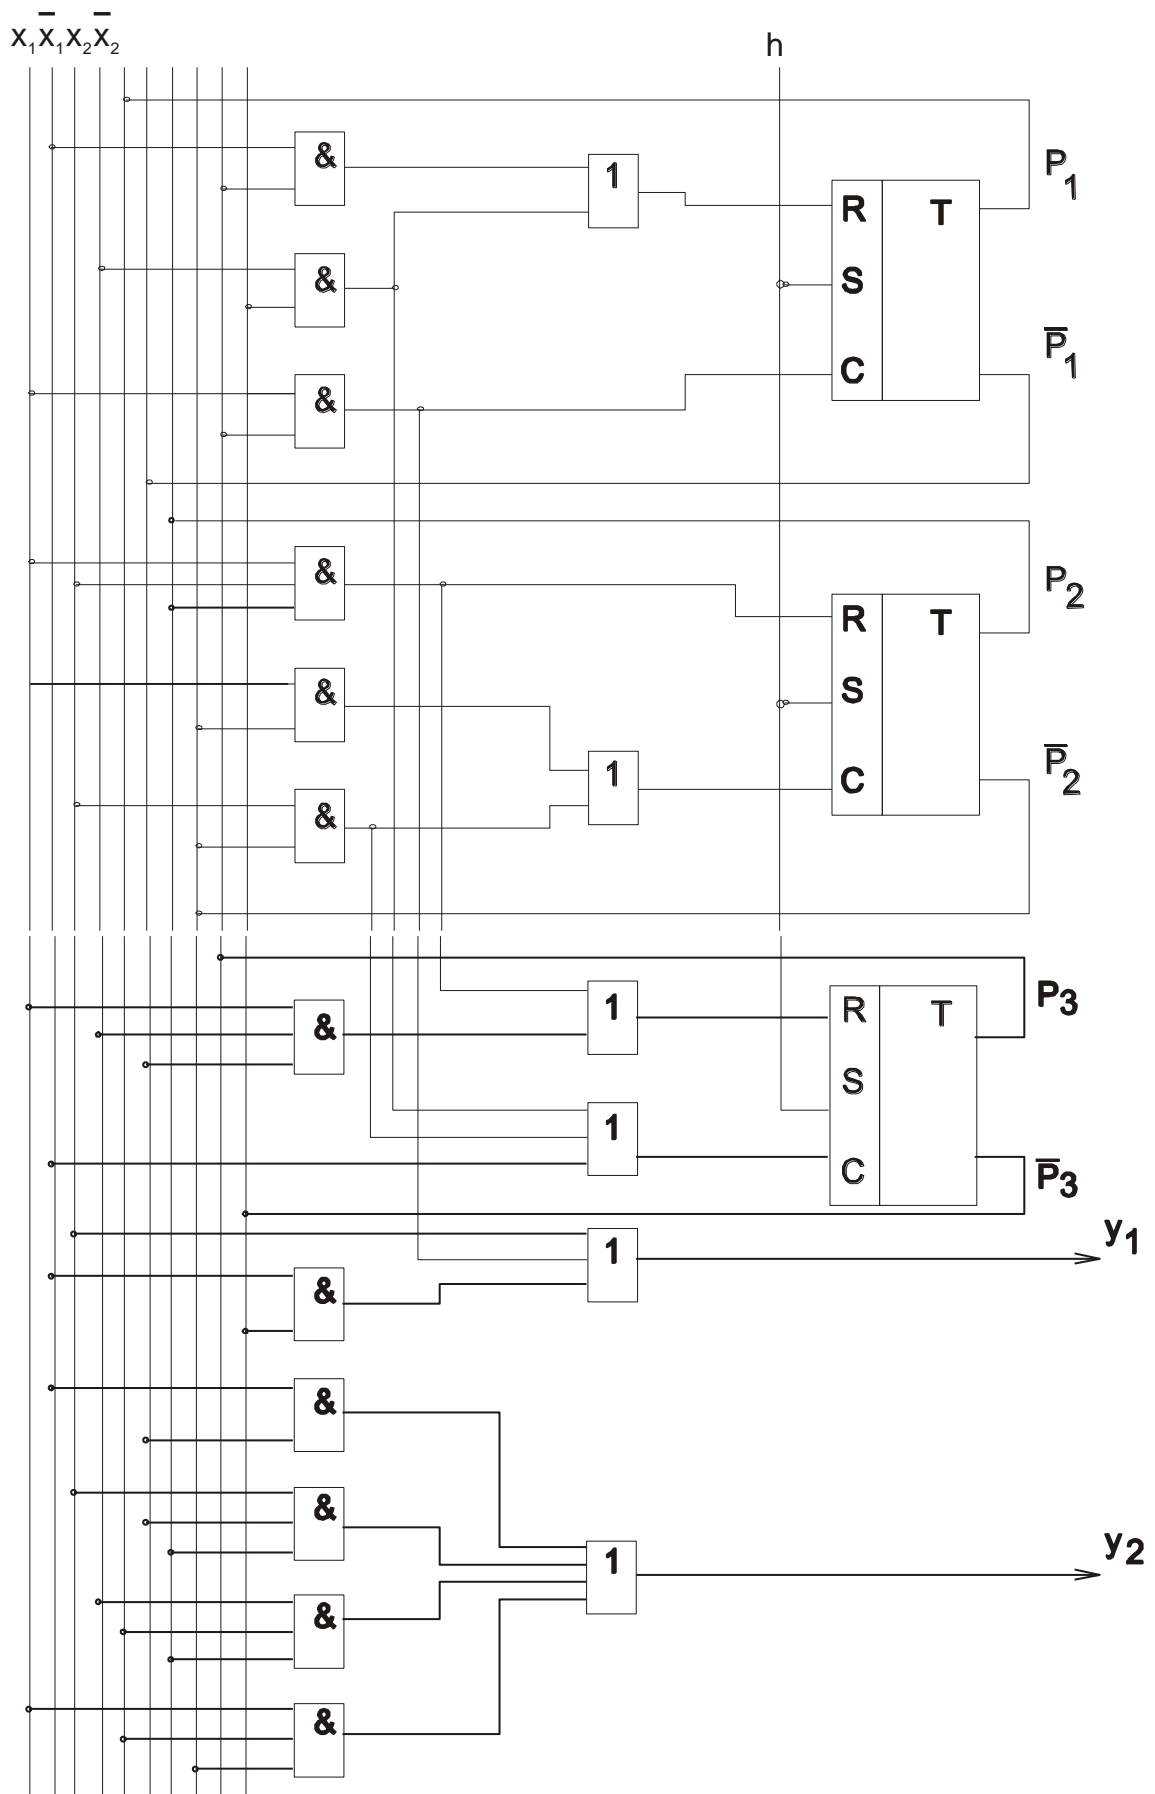 x₁ x̅₁ x₂ x̅₂ h
& 1 P₁
R T
& S
P̅₁
& C
& P₂
R T
& S
1 P̅₂
& C
1 R T P₃
&
S
1
C P̅₃
1 y₁
&
&
&
1 y₂
&
&